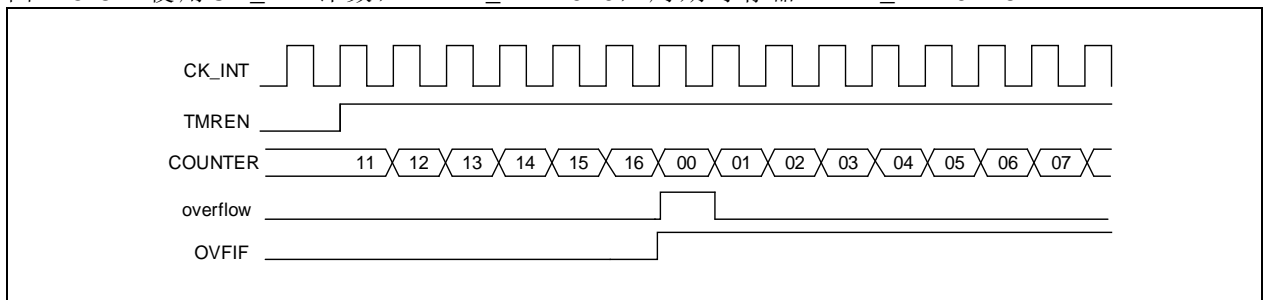 CK_INT
TMREN
COUNTER 11 12 13 14 15 16 00 01 02 03 04 05 06 07
overflow
OVFIF